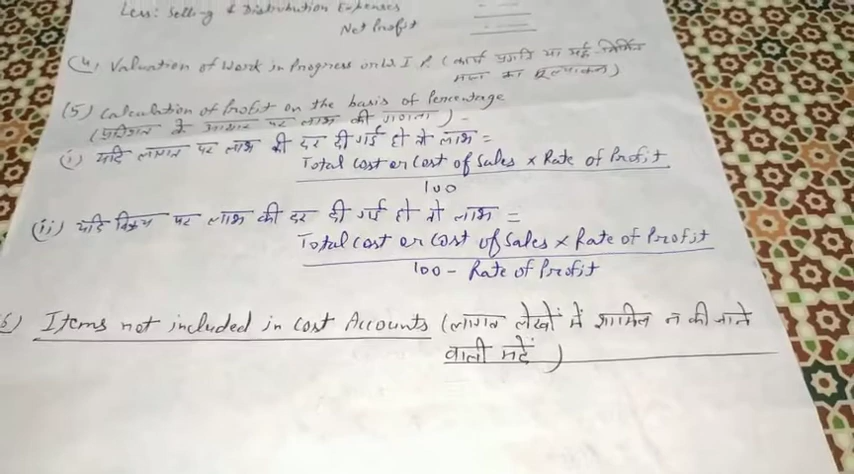 Less: Selling & Distribution Expenses
Net Profit
(4) Valuation of Work in Progress or W.I.P. (कार्य प्रगति या अर्द्ध निर्मित
माल का मूल्यांकन)
(5) Calculation of Profit on the basis of Percentage
(प्रतिशत के आधार पर लाभ की गणना) -
(i) यदि लागत पर लाभ की दर दी गई हो तो लाभ =
Total Cost or Cost of Sales × Rate of Profit
100
(ii) यदि विक्रय पर लाभ की दर दी गई हो तो लाभ =
Total Cost or Cost of Sales × Rate of Profit
100 - Rate of Profit
6) Items not included in Cost Accounts (लागत लेखों में शामिल न की जाने
वाली मदें)